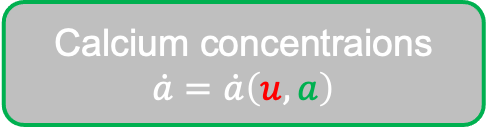 Calcium concentraions
ȧ = ȧ(u, a)